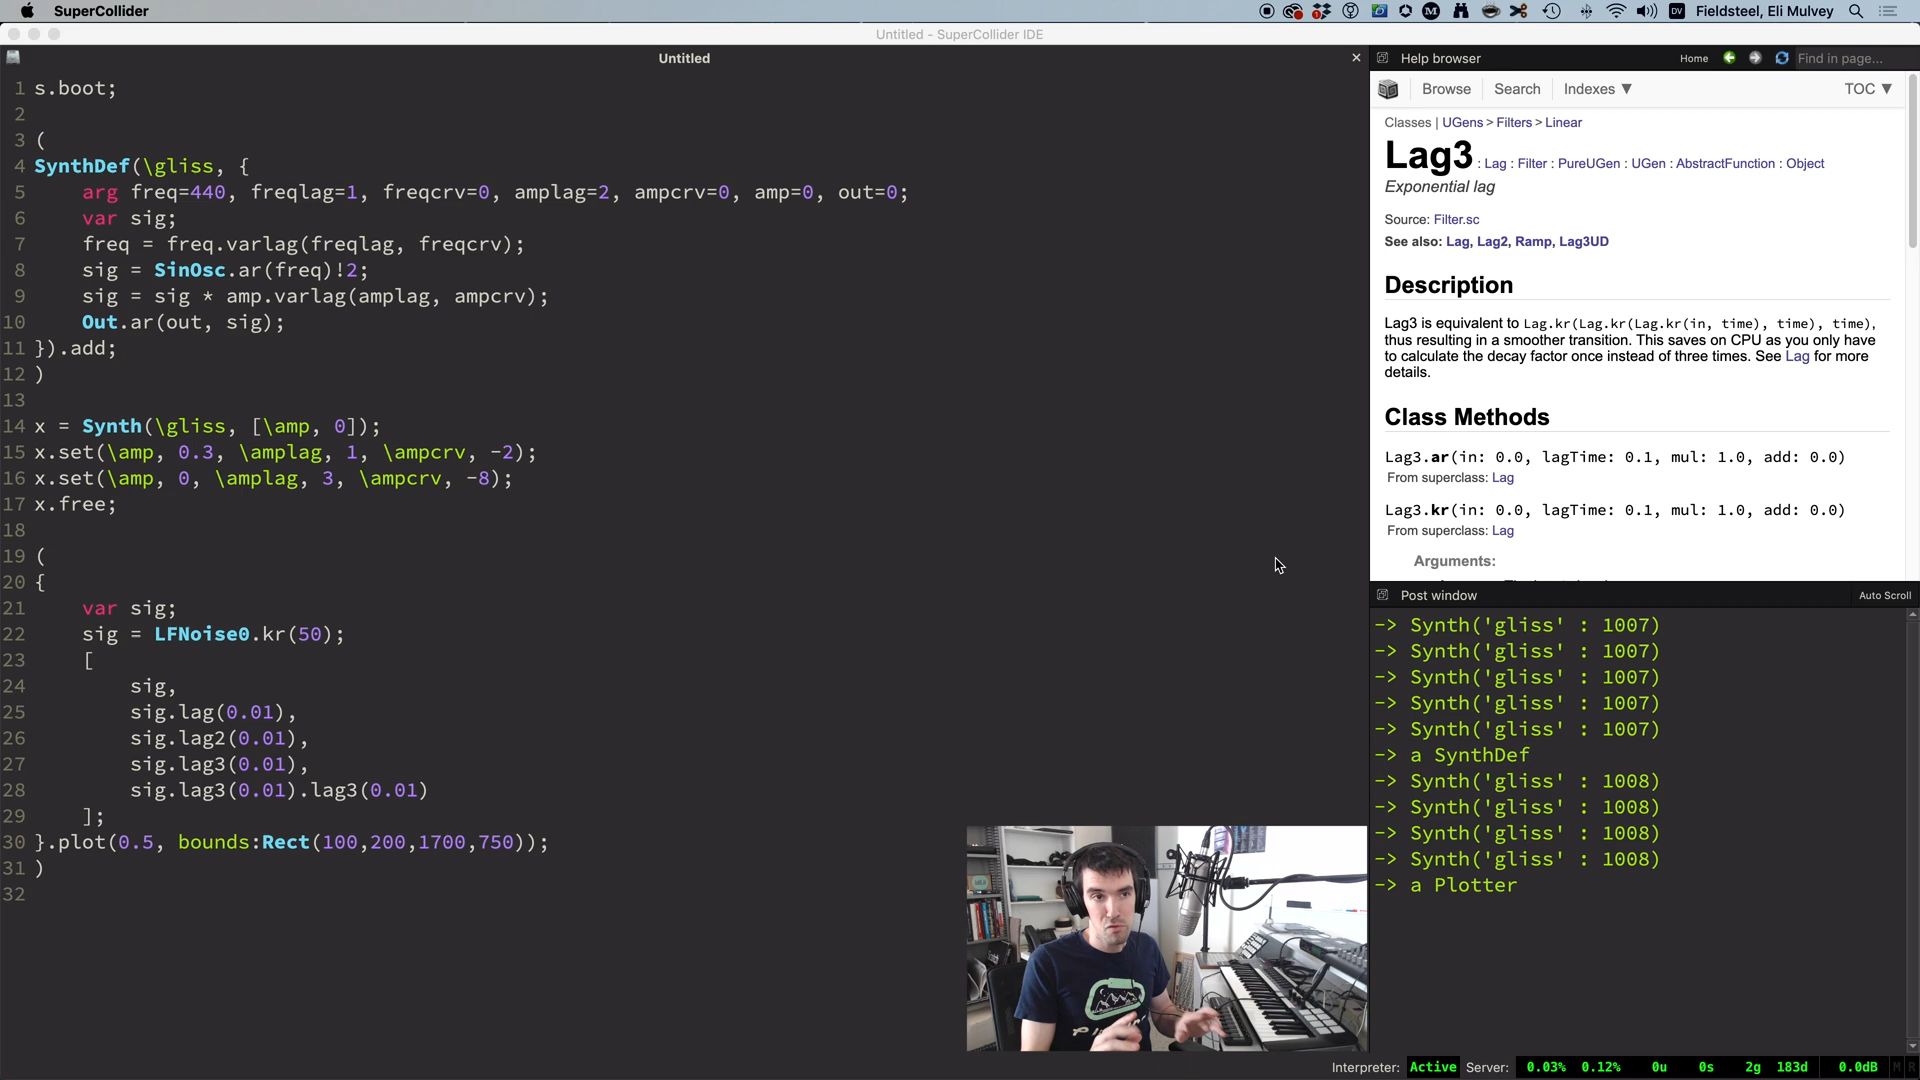 SuperCollider
Fieldsteel, Eli Mulvey
Untitled - SuperCollider IDE
Untitled
1 s.boot;
2
3 (
4 SynthDef(\gliss, {
5 arg freq=440, freqlag=1, freqcrv=0, amplag=2, ampcrv=0, amp=0, out=0;
6 var sig;
7 freq = freq.varlag(freqlag, freqcrv);
8 sig = SinOsc.ar(freq)!2;
9 sig = sig * amp.varlag(amplag, ampcrv);
10 Out.ar(out, sig);
11 }).add;
12 )
13
14 x = Synth(\gliss, [\amp, 0]);
15 x.set(\amp, 0.3, \amplag, 1, \ampcrv, -2);
16 x.set(\amp, 0, \amplag, 3, \ampcrv, -8);
17 x.free;
18
19 (
20 {
21 var sig;
22 sig = LFNoise0.kr(50);
23 [
24 sig,
25 sig.lag(0.01),
26 sig.lag2(0.01),
27 sig.lag3(0.01),
28 sig.lag3(0.01).lag3(0.01)
29 ];
30 }.plot(0.5, bounds:Rect(100,200,1700,750));
31 )
32
Help browser Home Find in page...
Browse Search Indexes ▼ TOC ▼
Classes | UGens > Filters > Linear
Lag3 : Lag : Filter : PureUGen : UGen : AbstractFunction : Object
Exponential lag
Source: Filter.sc
See also: Lag, Lag2, Ramp, Lag3UD
Description
Lag3 is equivalent to Lag.kr(Lag.kr(Lag.kr(in, time), time), time),
thus resulting in a smoother transition. This saves on CPU as you only have
to calculate the decay factor once instead of three times. See Lag for more
details.
Class Methods
Lag3.ar(in: 0.0, lagTime: 0.1, mul: 1.0, add: 0.0)
From superclass: Lag
Lag3.kr(in: 0.0, lagTime: 0.1, mul: 1.0, add: 0.0)
From superclass: Lag
Arguments:
Post window Auto Scroll
-> Synth('gliss' : 1007)
-> Synth('gliss' : 1007)
-> Synth('gliss' : 1007)
-> Synth('gliss' : 1007)
-> Synth('gliss' : 1007)
-> a SynthDef
-> Synth('gliss' : 1008)
-> Synth('gliss' : 1008)
-> Synth('gliss' : 1008)
-> Synth('gliss' : 1008)
-> a Plotter
Interpreter: Active Server: 0.03% 0.12% 0u 0s 2g 183d 0.0dB M R